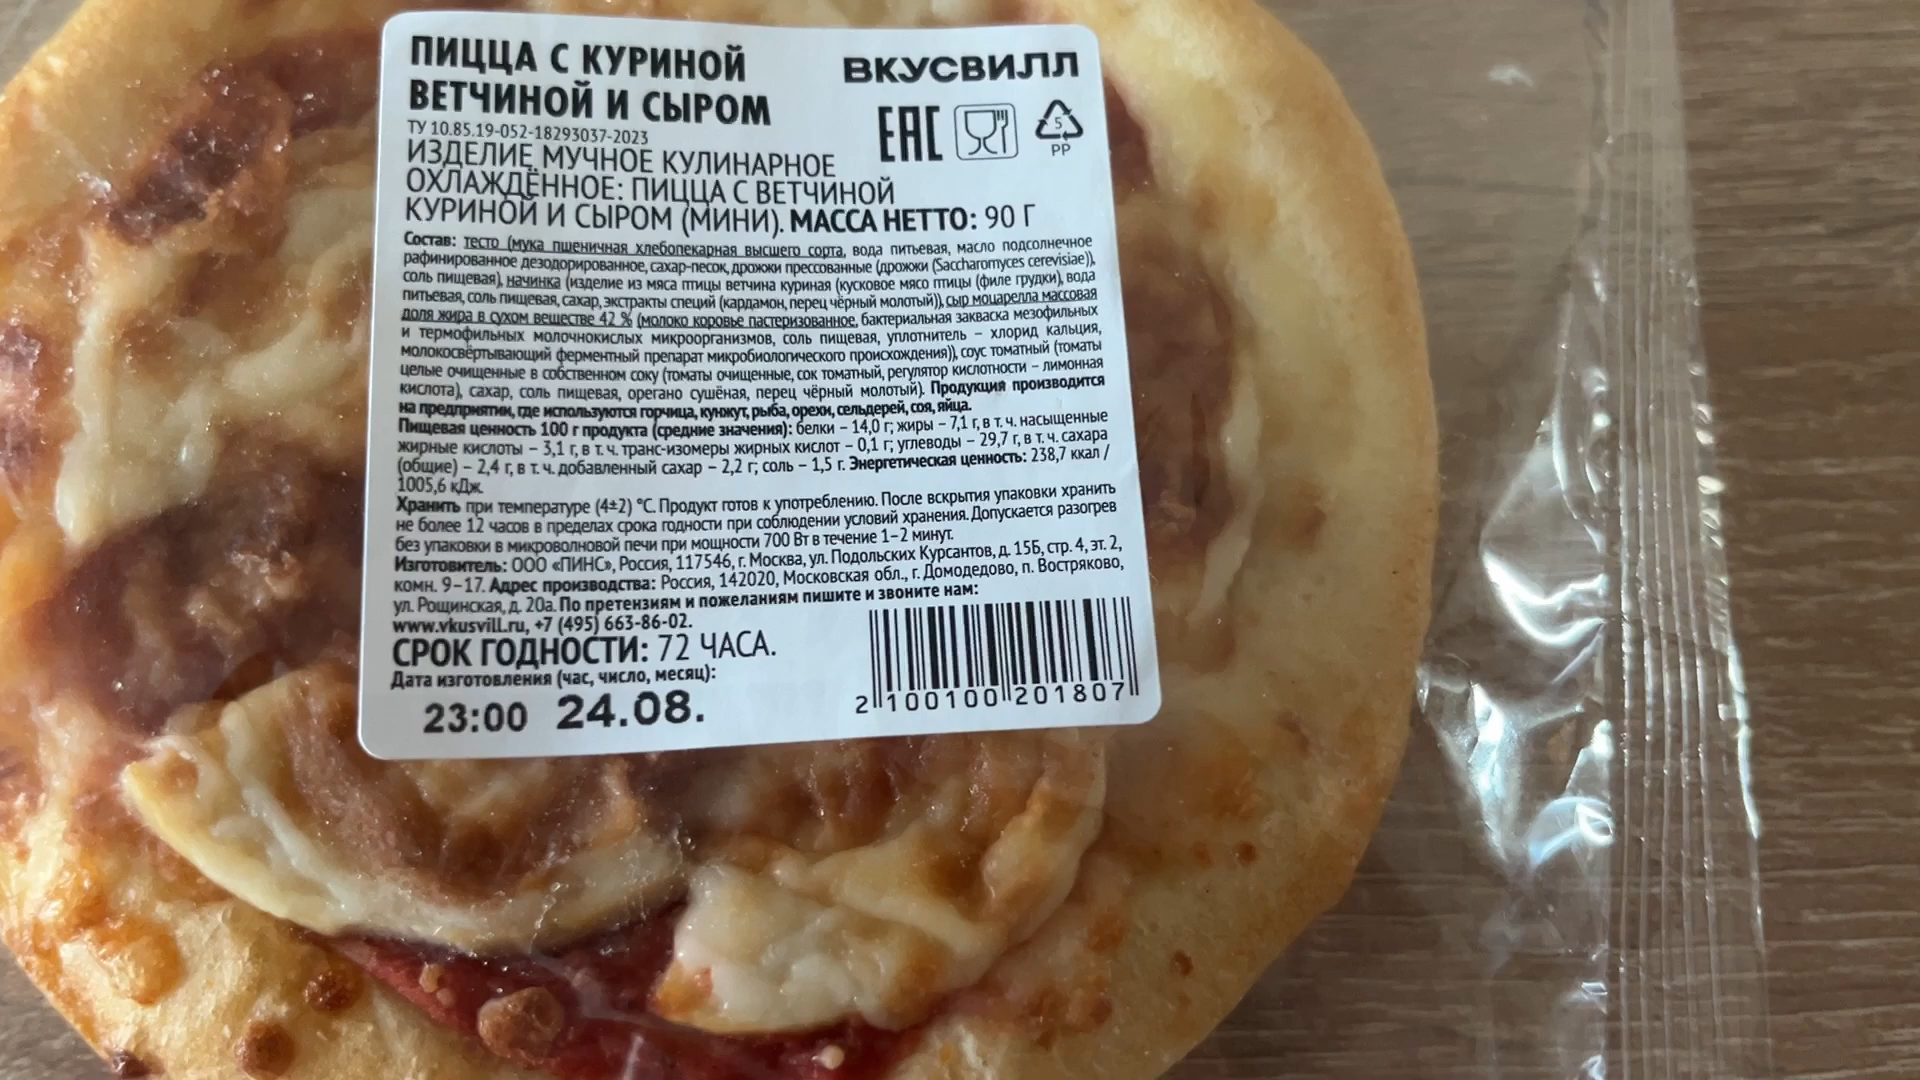 ПИЦЦА С КУРИНОЙ
ВЕТЧИНОЙ И СЫРОМ
ВКУСВИЛЛ
EAC
5
PP
ТУ 10.85.19-052-18293037-2023
ИЗДЕЛИЕ МУЧНОЕ КУЛИНАРНОЕ
ОХЛАЖДЁННОЕ: ПИЦЦА С ВЕТЧИНОЙ
КУРИНОЙ И СЫРОМ (МИНИ). МАССА НЕТТО: 90 Г
Состав: тесто (мука пшеничная хлебопекарная высшего сорта, вода питьевая, масло подсолнечное
рафинированное дезодорированное, сахар-песок, дрожжи прессованные (дрожжи (Saccharomyces cerevisiae)),
соль пищевая), начинка (изделие из мяса птицы ветчина куриная (кусковое мясо птицы (филе грудки), вода
питьевая, соль пищевая, сахар, экстракты специй (кардамон, перец чёрный молотый)), сыр моцарелла массовая
доля жира в сухом веществе 42 % (молоко коровье пастеризованное, бактериальная закваска мезофильных
и термофильных молочнокислых микроорганизмов, соль пищевая, уплотнитель – хлорид кальция,
молокосвёртывающий ферментный препарат микробиологического происхождения)), соус томатный (томаты
целые очищенные в собственном соку (томаты очищенные, сок томатный, регулятор кислотности – лимонная
кислота), сахар, соль пищевая, орегано сушёная, перец чёрный молотый). Продукция производится
на предприятии, где используются горчица, кунжут, рыба, орехи, сельдерей, соя, яйца.
Пищевая ценность 100 г продукта (средние значения): белки – 14,0 г; жиры – 7,1 г, в т. ч. насыщенные
жирные кислоты – 3,1 г, в т. ч. транс-изомеры жирных кислот – 0,1 г; углеводы – 29,7 г, в т. ч. сахара
(общие) – 2,4 г, в т. ч. добавленный сахар – 2,2 г; соль – 1,5 г. Энергетическая ценность: 238,7 ккал /
1005,6 кДж.
Хранить при температуре (4±2) °С. Продукт готов к употреблению. После вскрытия упаковки хранить
не более 12 часов в пределах срока годности при соблюдении условий хранения. Допускается разогрев
без упаковки в микроволновой печи при мощности 700 Вт в течение 1–2 минут.
Изготовитель: ООО «ПИНС», Россия, 117546, г. Москва, ул. Подольских Курсантов, д. 15Б, стр. 4, эт. 2,
комн. 9–17. Адрес производства: Россия, 142020, Московская обл., г. Домодедово, п. Востряково,
ул. Рощинская, д. 20а. По претензиям и пожеланиям пишите и звоните нам:
www.vkusvill.ru, +7 (495) 663-86-02.
СРОК ГОДНОСТИ: 72 ЧАСА.
Дата изготовления (час, число, месяц):
23:00 24.08.
2 100100 201807